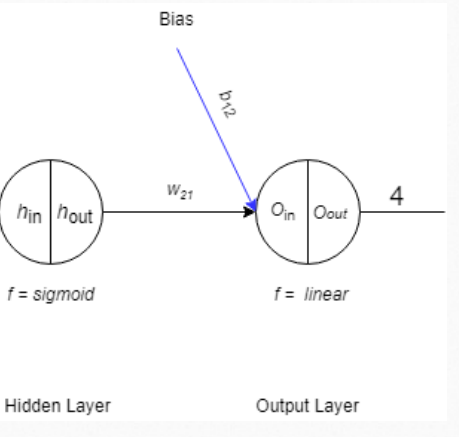 Bias
b12
w21
4
hin hout
Oin Oout
f = sigmoid
f = linear
Hidden Layer
Output Layer